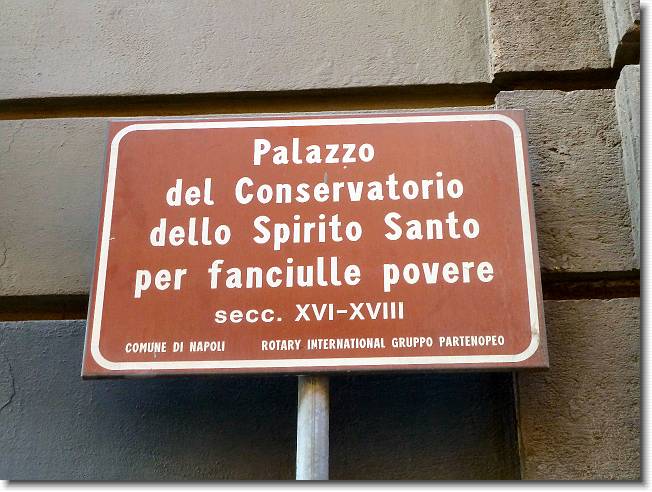 Palazzo
del Conservatorio
dello Spirito Santo
per fanciulle povere
secc. XVI-XVIII
COMUNE DI NAPOLI ROTARY INTERNATIONAL GRUPPO PARTENOPEO